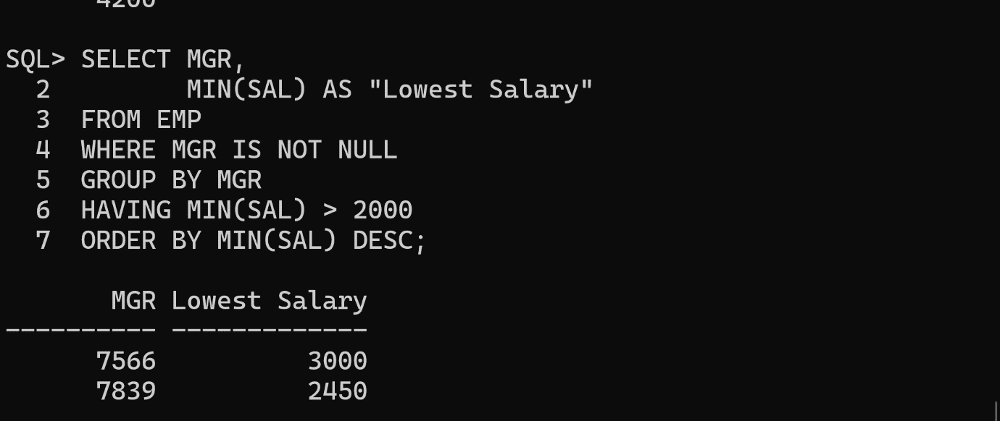 4200
SQL> SELECT MGR,
  2         MIN(SAL) AS "Lowest Salary"
  3  FROM EMP
  4  WHERE MGR IS NOT NULL
  5  GROUP BY MGR
  6  HAVING MIN(SAL) > 2000
  7  ORDER BY MIN(SAL) DESC;
       MGR Lowest Salary
---------- -------------
      7566          3000
      7839          2450